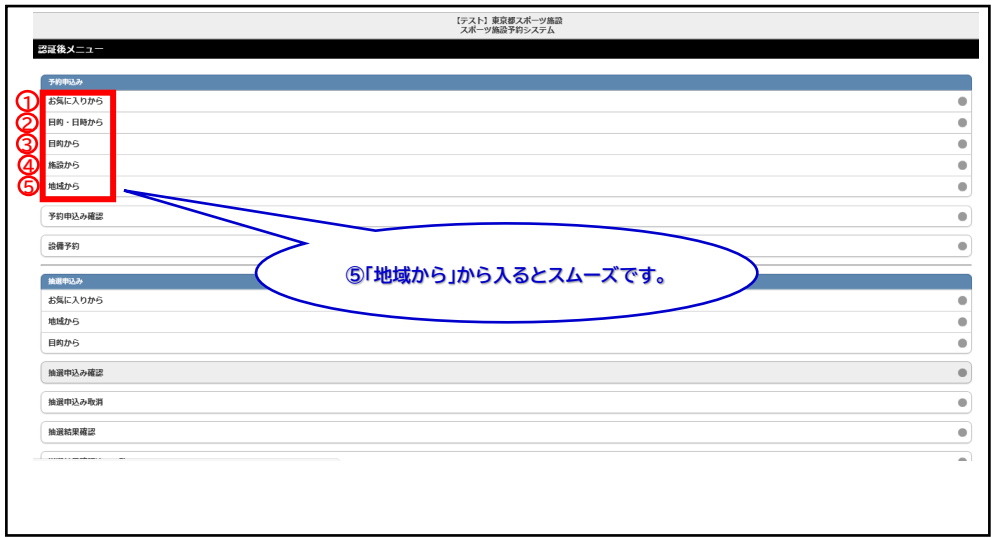 【テスト】東京都スポーツ施設
スポーツ施設予約システム
認証後メニュー
予約申込み
① お気に入りから
② 目的・日時から
③ 目的から
④ 施設から
⑤ 地域から
予約申込み確認
設備予約
⑤「地域から」から入るとスムーズです。
抽選申込み
お気に入りから
地域から
目的から
抽選申込み確認
抽選申込み取消
抽選結果確認